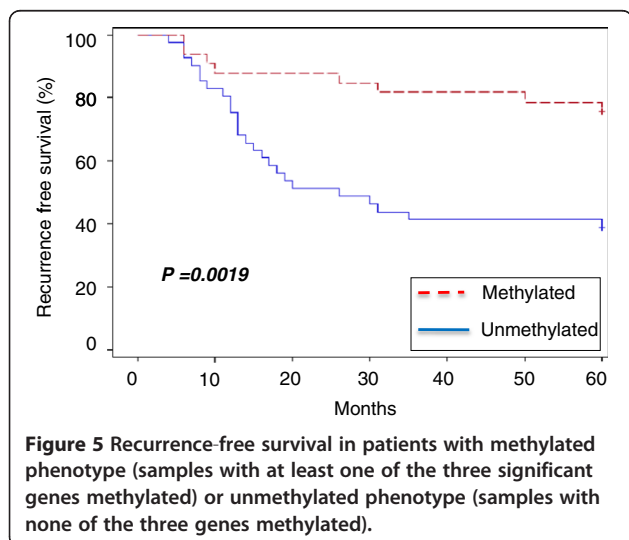 100
80
60
40
20
0
Recurrence free survival (%)
P =0.0019
Methylated
Unmethylated
0 10 20 30 40 50 60
Months
Figure 5 Recurrence-free survival in patients with methylated
phenotype (samples with at least one of the three significant
genes methylated) or unmethylated phenotype (samples with
none of the three genes methylated).